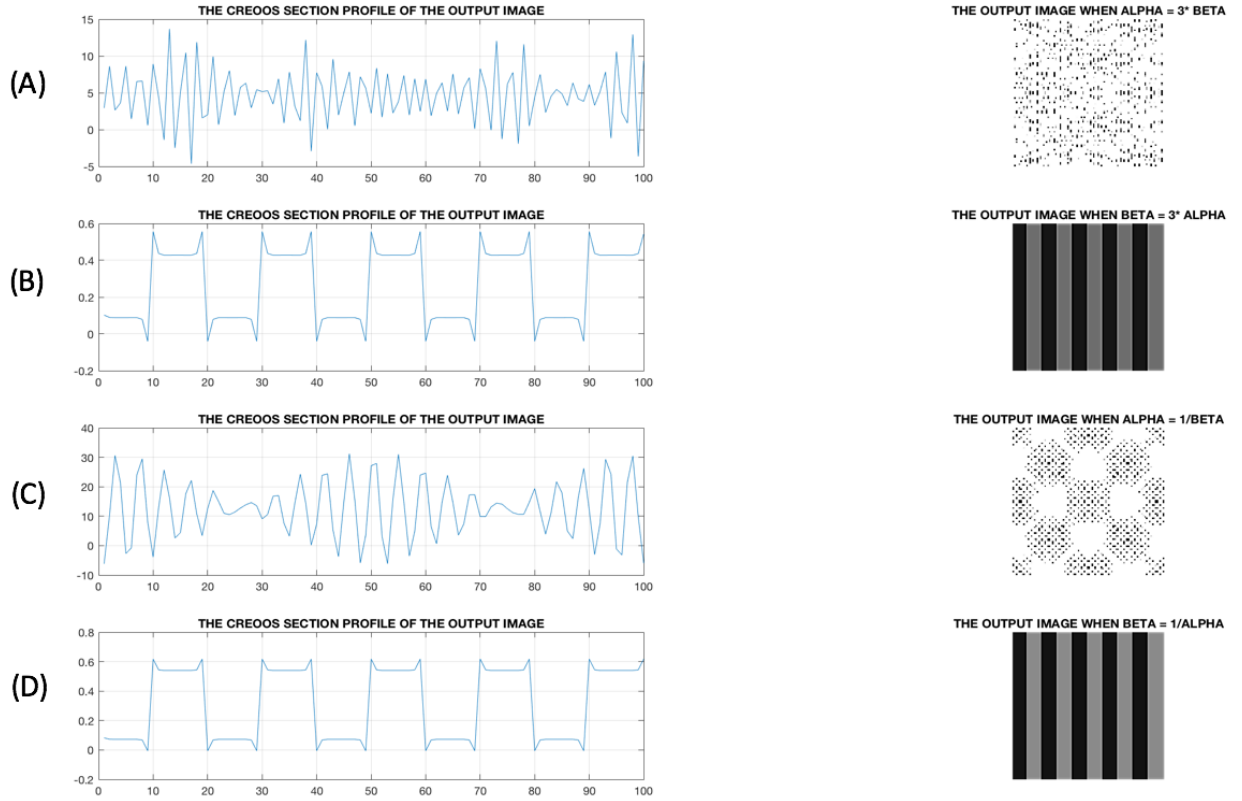 THE CREOOS SECTION PROFILE OF THE OUTPUT IMAGE
THE OUTPUT IMAGE WHEN ALPHA = 3* BETA
(A)
15
10
5
0
-5
0 10 20 30 40 50 60 70 80 90 100
THE CREOOS SECTION PROFILE OF THE OUTPUT IMAGE
THE OUTPUT IMAGE WHEN BETA = 3* ALPHA
(B)
0.6
0.4
0.2
0
-0.2
0 10 20 30 40 50 60 70 80 90 100
THE CREOOS SECTION PROFILE OF THE OUTPUT IMAGE
THE OUTPUT IMAGE WHEN ALPHA = 1/BETA
(C)
40
30
20
10
0
-10
0 10 20 30 40 50 60 70 80 90 100
THE CREOOS SECTION PROFILE OF THE OUTPUT IMAGE
THE OUTPUT IMAGE WHEN BETA = 1/ALPHA
(D)
0.8
0.6
0.4
0.2
0
-0.2
0 10 20 30 40 50 60 70 80 90 100